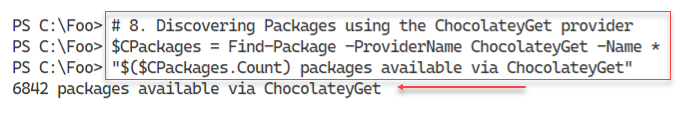 PS C:\Foo> # 8. Discovering Packages using the ChocolateyGet provider
PS C:\Foo> $CPackages = Find-Package -ProviderName ChocolateyGet -Name *
PS C:\Foo> "$($CPackages.Count) packages available via ChocolateyGet"
6842 packages available via ChocolateyGet